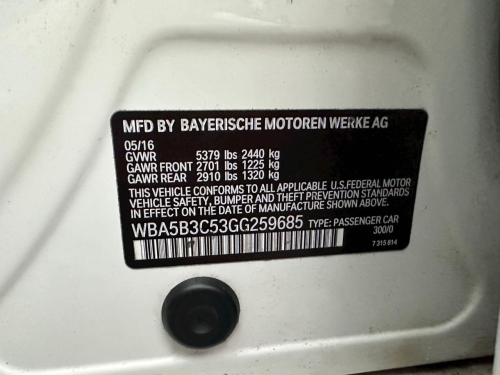 MFD BY BAYERISCHE MOTOREN WERKE AG
05/16
GVWR 5379 lbs 2440 kg
GAWR FRONT 2701 lbs 1225 kg
GAWR REAR 2910 lbs 1320 kg
THIS VEHICLE CONFORMS TO ALL APPLICABLE U.S.FEDERAL MOTOR
VEHICLE SAFETY, BUMPER, AND THEFT PREVENTION STANDARDS
IN EFFECT ON THE DATE OF MANUFACTURE SHOWN ABOVE.
WBA5B3C53GG259685 TYPE: PASSENGER CAR
300/0
7 315 814